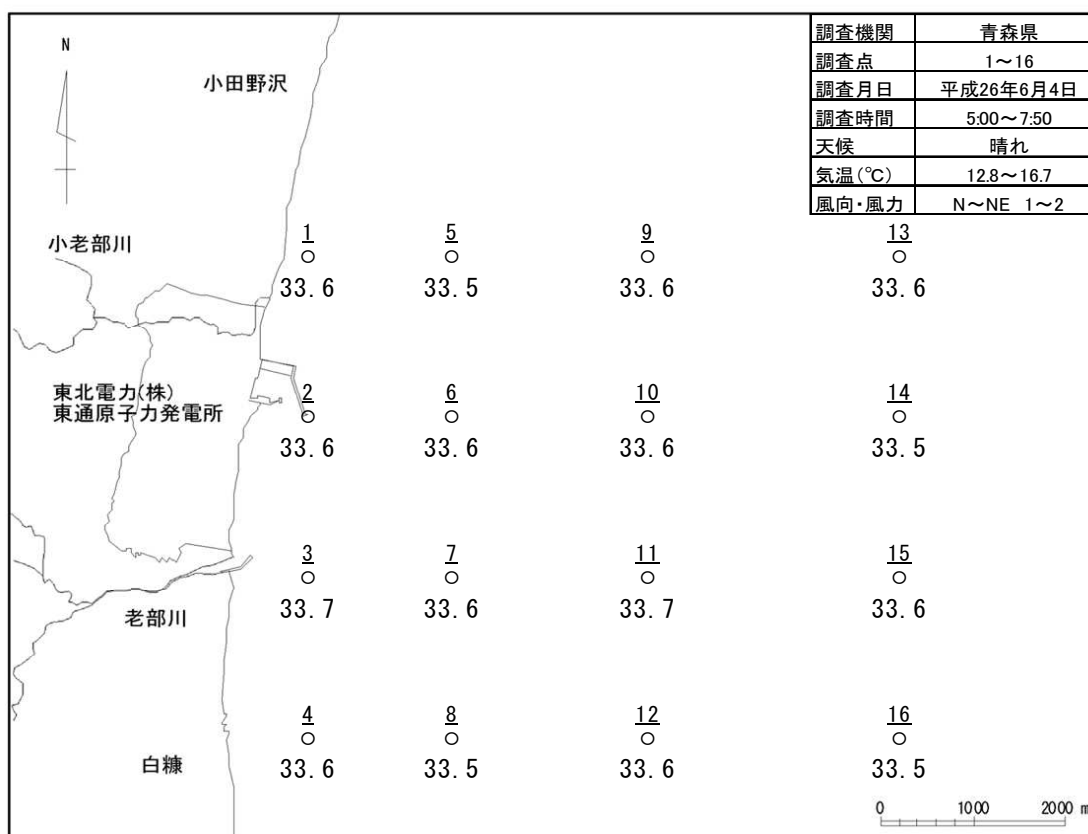 調査機関 青森県
調査点 1～16
調査月日 平成26年6月4日
調査時間 5:00～7:50
天候 晴れ
気温(℃) 12.8～16.7
風向・風力 N～NE 1～2
N
小田野沢
小老部川
1 5 9 13
33.6 33.5 33.6 33.6
東北電力(株)
東通原子力発電所
2 6 10 14
33.6 33.6 33.6 33.5
3 7 11 15
33.7 33.6 33.7 33.6
老部川
4 8 12 16
33.6 33.5 33.6 33.5
白糠
0 1000 2000 m